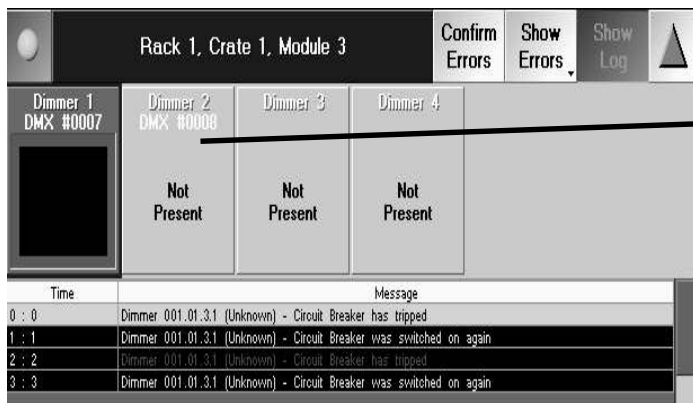 Rack 1, Crate 1, Module 3
Confirm Errors
Show Errors
Show Log
Dimmer 1
DMX #0007
Dimmer 2
DMX #0008
Not
Present
Dimmer 3
Not
Present
Dimmer 4
Not
Present
Time Message
0 : 0 Dimmer 001.01.3.1 (Unknown) - Circuit Breaker has tripped
1 : 1 Dimmer 001.01.3.1 (Unknown) - Circuit Breaker was switched on again
2 : 2 Dimmer 001.01.3.1 (Unknown) - Circuit Breaker has tripped
3 : 3 Dimmer 001.01.3.1 (Unknown) - Circuit Breaker was switched on again